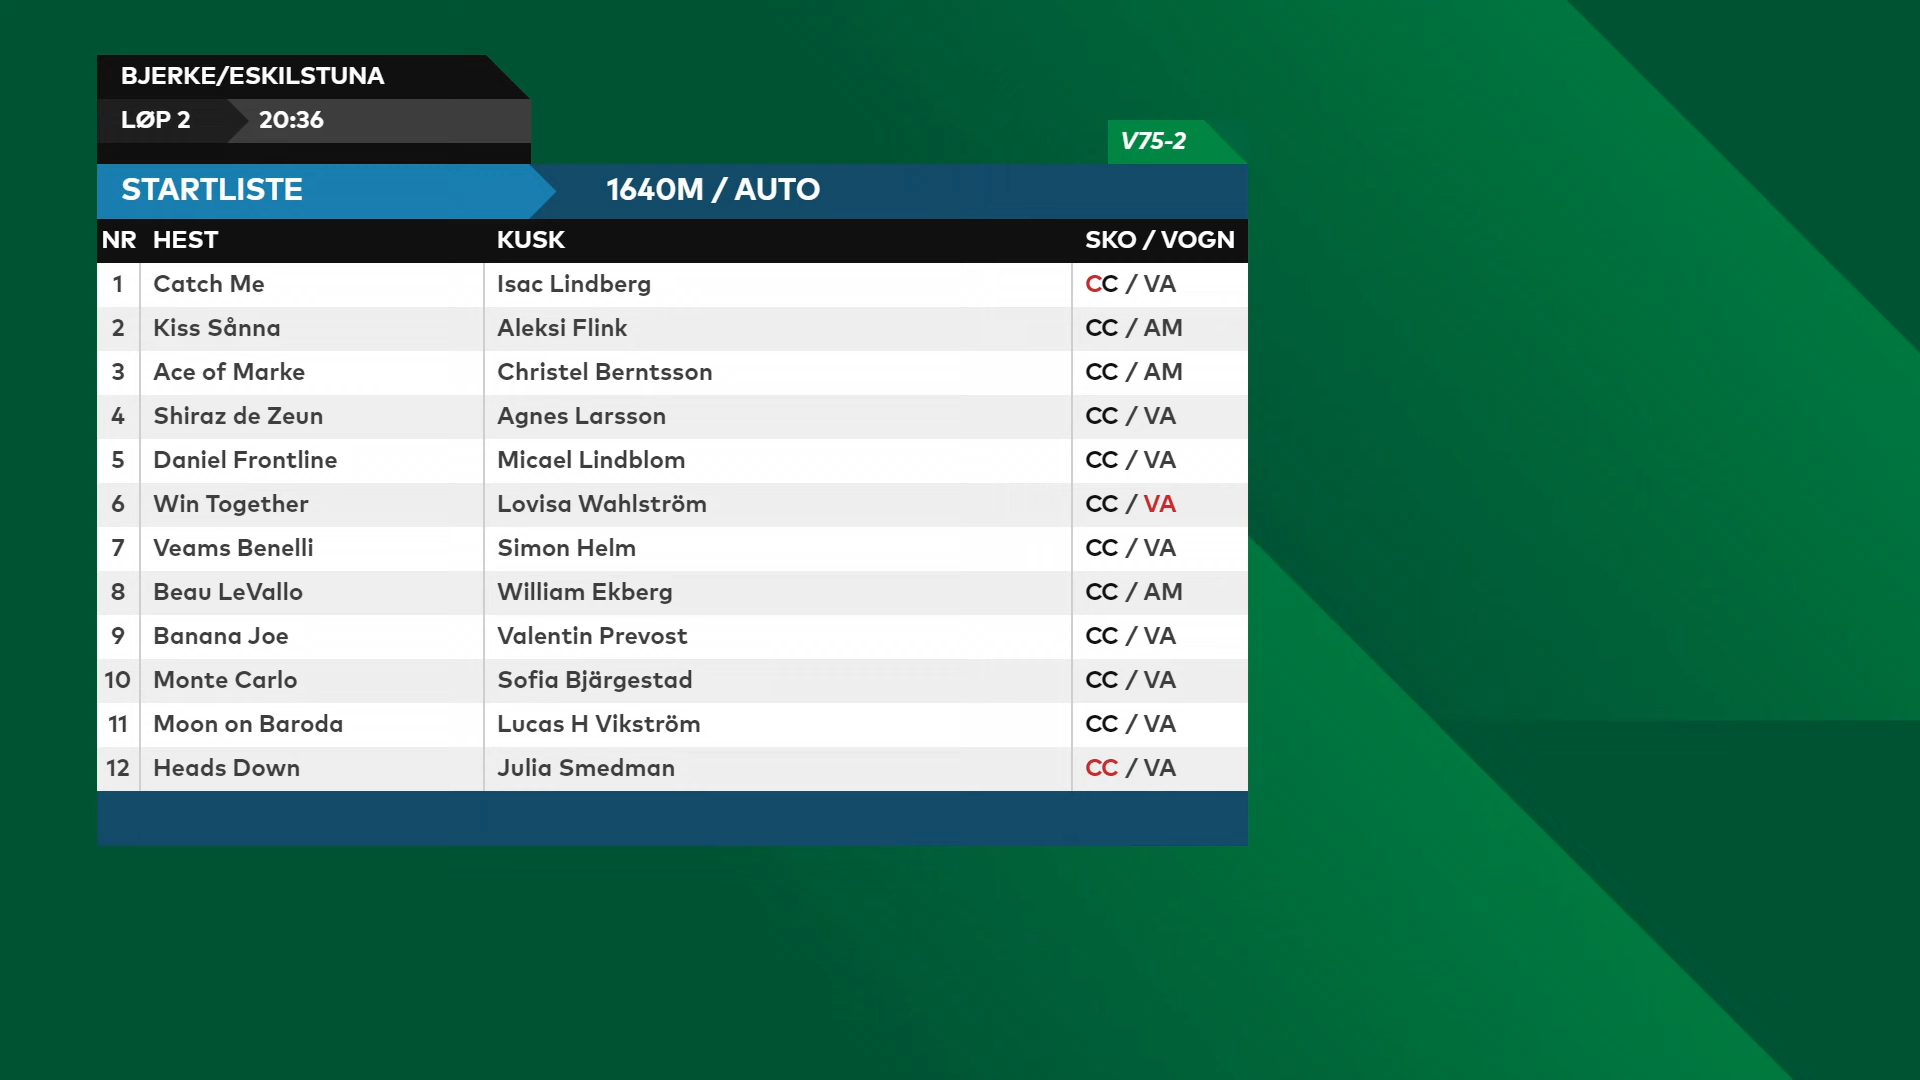 BJERKE/ESKILSTUNA
LØP 2 20:36
V75-2
STARTLISTE 1640M / AUTO
NR HEST KUSK SKO / VOGN
1 Catch Me Isac Lindberg CC / VA
2 Kiss Sånna Aleksi Flink CC / AM
3 Ace of Marke Christel Berntsson CC / AM
4 Shiraz de Zeun Agnes Larsson CC / VA
5 Daniel Frontline Micael Lindblom CC / VA
6 Win Together Lovisa Wahlström CC / VA
7 Veams Benelli Simon Helm CC / VA
8 Beau LeVallo William Ekberg CC / AM
9 Banana Joe Valentin Prevost CC / VA
10 Monte Carlo Sofia Bjärgestad CC / VA
11 Moon on Baroda Lucas H Vikström CC / VA
12 Heads Down Julia Smedman CC / VA